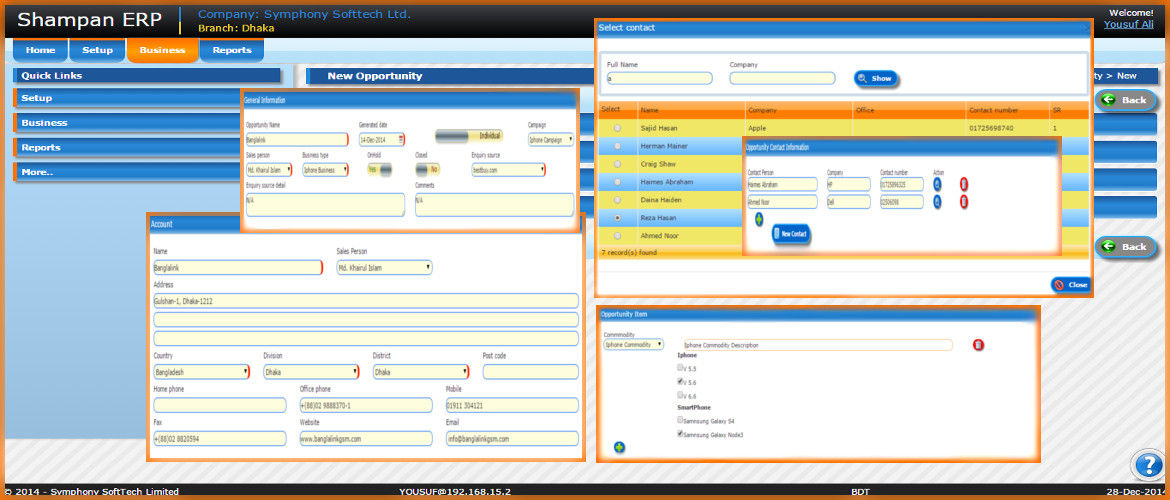 Shampan ERP
Company: Symphony Softtech Ltd.
Branch: Dhaka
Welcome!
Yousuf Ali
Home
Setup
Business
Reports
Quick Links
Setup
Business
Reports
More..
New Opportunity
ty > New
Back
Back
General Information
Opportunity Name
Generated date
Campaign
Banglalink
14-Dec-2014
Individual
Iphone Campaign
Sales person
Business type
OnHold
Closed
Enquiry source
Md. Khairul Islam
Iphone Business
Yes
No
bestbuy.com
Enquiry source detail
Comments
N/A
N/A
Account
Name
Sales Person
Banglalink
Md. Khairul Islam
Address
Gulshan-1, Dhaka-1212
Country
Division
District
Post code
Bangladesh
Dhaka
Dhaka
Home phone
Office phone
Mobile
+(88)02 9888370-1
01911 304121
Fax
Website
Email
+(88)02 8820594
www.banglalinkgsm.com
info@banglalinkgsm.com
Select contact
Full Name
Company
a
Show
Select
Name
Company
Office
Contact number
SR
Sajid Hasan
Apple
01725698740
1
Herman Mainer
Craig Shaw
Haimes Abraham
Daina Haiden
Reza Hasan
Ahmed Noor
7 record(s) found
Close
Opportunity Contact Information
Contact Person
Company
Contact number
Action
Haimes Abraham
HP
01725896325
Ahmed Noor
Dell
02506098
New Contact
Opportunity Item
Commmodity
Iphone Commodity
Iphone Commodity Description
Iphone
V 5.5
V 5.6
V 6.6
SmartPhone
Samnsung Galaxy S4
Samnsung Galaxy Node3
?
© 2014 - Symphony SoftTech Limited
YOUSUF@192.168.15.2
BDT
28-Dec-2014